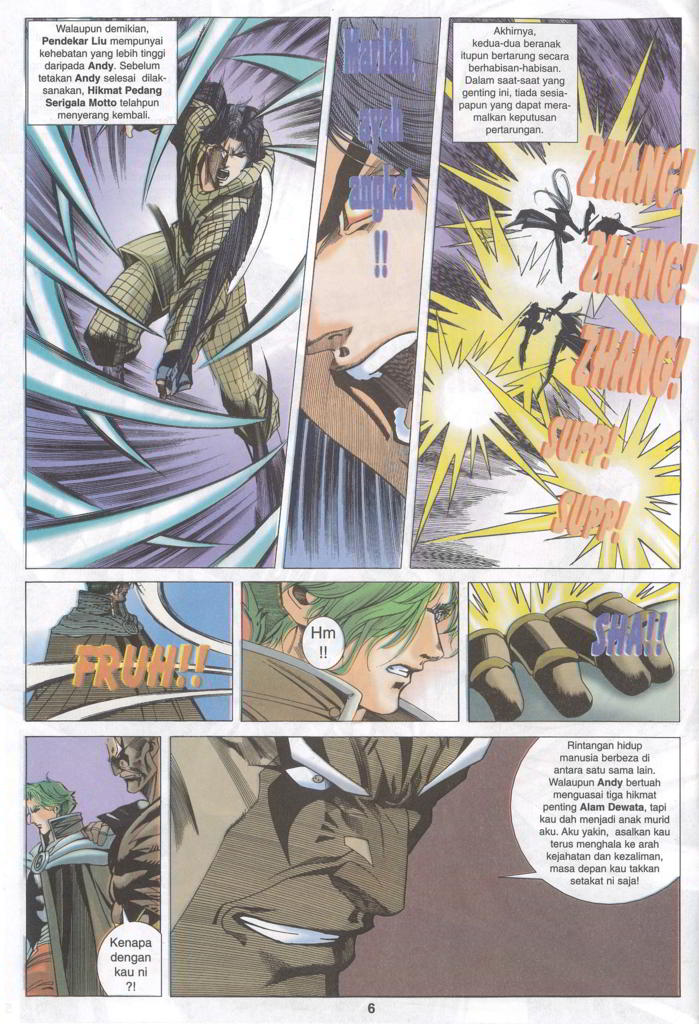 Walaupun demikian,
Pendekar Liu mempunyai
kehebatan yang lebih tinggi
daripada Andy. Sebelum
tetakan Andy selesai dilak-
sanakan, Hikmat Pedang
Serigala Motto telahpun
menyerang kembali.
Marilah,
ayah
angkat
!!
Akhirnya,
kedua-dua beranak
itupun bertarung secara
berhabisan-habisan.
Dalam saat-saat yang
genting ini, tiada sesia-
papun yang dapat mera-
malkan keputusan
pertarungan.
ZHANG!
ZHANG!
ZHANG!
SUPP!
SUPP!
FRUH!!
Hm
!!
SHA!!
Kenapa
dengan
kau ni
?!
Rintangan hidup
manusia berbeza di
antara satu sama lain.
Walaupun Andy bertuah
menguasai tiga hikmat
penting Alam Dewata, tapi
kau dah menjadi anak murid
aku. Aku yakin, asalkan kau
terus menghala ke arah
kejahatan dan kezaliman,
masa depan kau takkan
setakat ni saja!
6